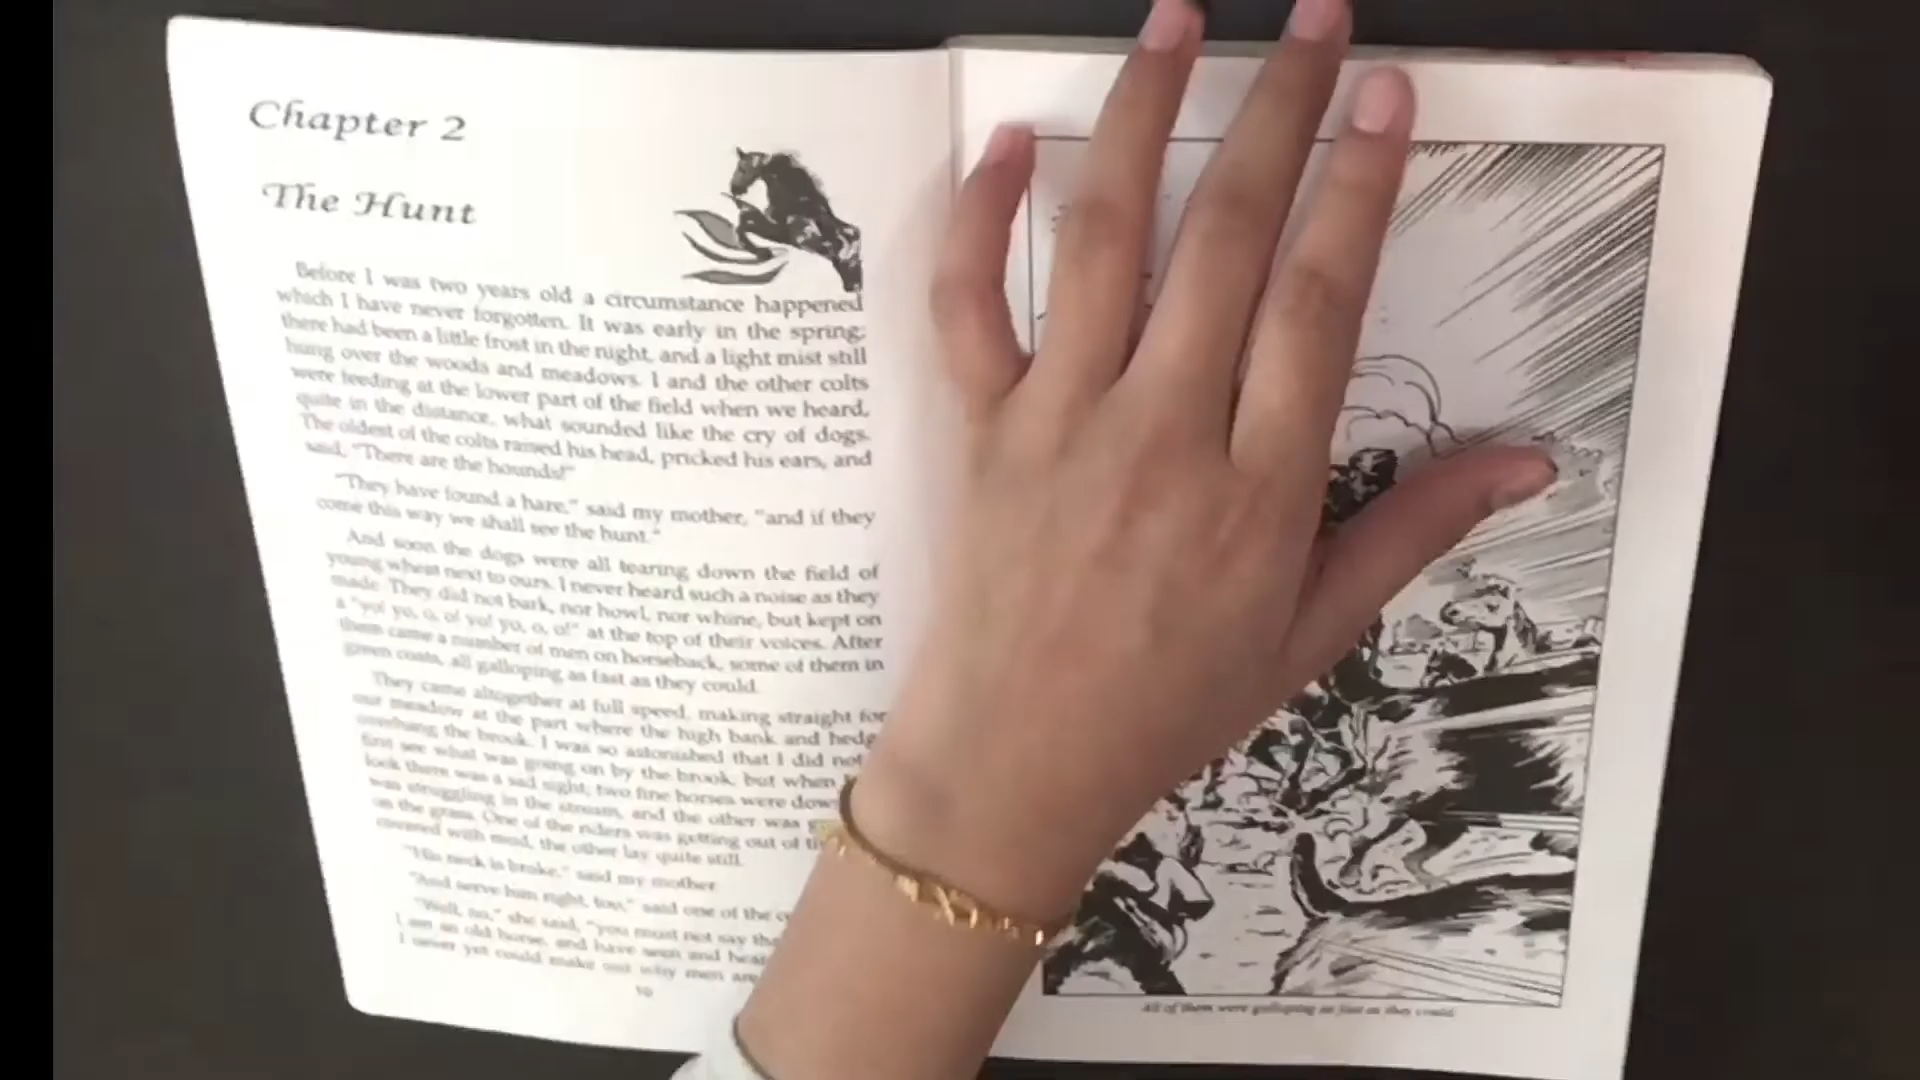 Chapter 2
The Hunt
Before I was two years old a circumstance happened
which I have never forgotten. It was early in the spring;
there had been a little frost in the night, and a light mist still
hung over the woods and meadows. I and the other colts
were feeding at the lower part of the field when we heard,
quite in the distance, what sounded like the cry of dogs.
The oldest of the colts raised his head, pricked his ears, and
said, "There are the hounds!"
"They have found a hare," said my mother, "and if they
come this way we shall see the hunt."
And soon the dogs were all tearing down the field of
young wheat next to ours. I never heard such a noise as they
made. They did not bark, nor howl, nor whine, but kept on
a "yo! yo, o, o! yo! yo, o, o!" at the top of their voices. After
them came a number of men on horseback, some of them in
green coats, all galloping as fast as they could.
They came altogether at full speed, making straight for
our meadow at the part where the high bank and hedg
overhang the brook. I was so astonished that I did not
first see what was going on by the brook, but when
look there was a sad sight; two fine horses were dow
was struggling in the stream, and the other was g
on the grass. One of the riders was getting out of t
covered with mud, the other lay quite still.
"His neck is broke," said my mother
"And serve him right, too," said one of the c
"Well, no," she said, "you must not say tha
I am an old horse, and have seen and hear
I never yet could make out why men are
10
All of them were galloping as fast as they could.